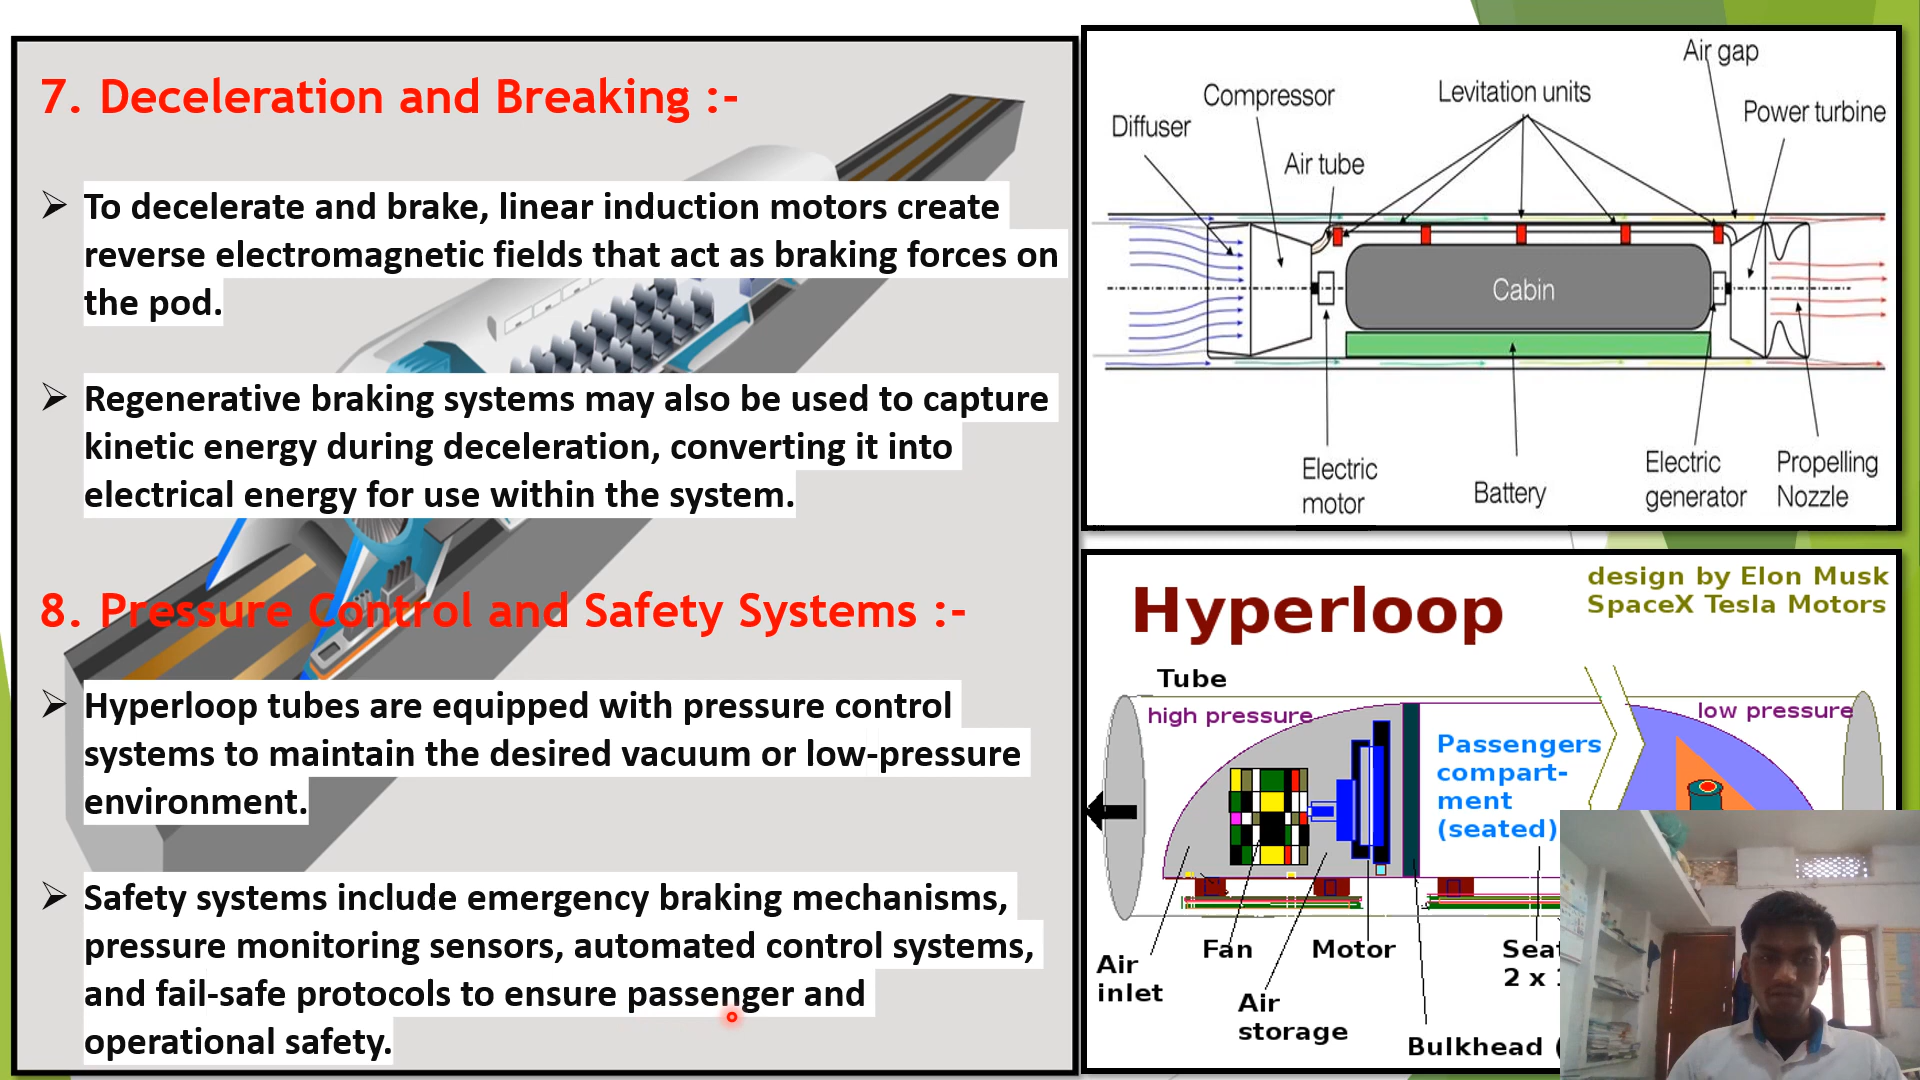 7. Deceleration and Breaking :-
To decelerate and brake, linear induction motors create
reverse electromagnetic fields that act as braking forces on
the pod.
Regenerative braking systems may also be used to capture
kinetic energy during deceleration, converting it into
electrical energy for use within the system.
8. Pressure Control and Safety Systems :-
Hyperloop tubes are equipped with pressure control
systems to maintain the desired vacuum or low-pressure
environment.
Safety systems include emergency braking mechanisms,
pressure monitoring sensors, automated control systems,
and fail-safe protocols to ensure passenger and
operational safety.
Air gap
Levitation units
Compressor
Power turbine
Diffuser
Air tube
Cabin
Electric
motor
Battery
Electric
generator
Propelling
Nozzle
design by Elon Musk
SpaceX Tesla Motors
Hyperloop
Tube
high pressure
low pressure
Passengers
compart-
ment
(seated)
Air
inlet
Fan
Motor
Air
storage
2 x
Bulkhead (